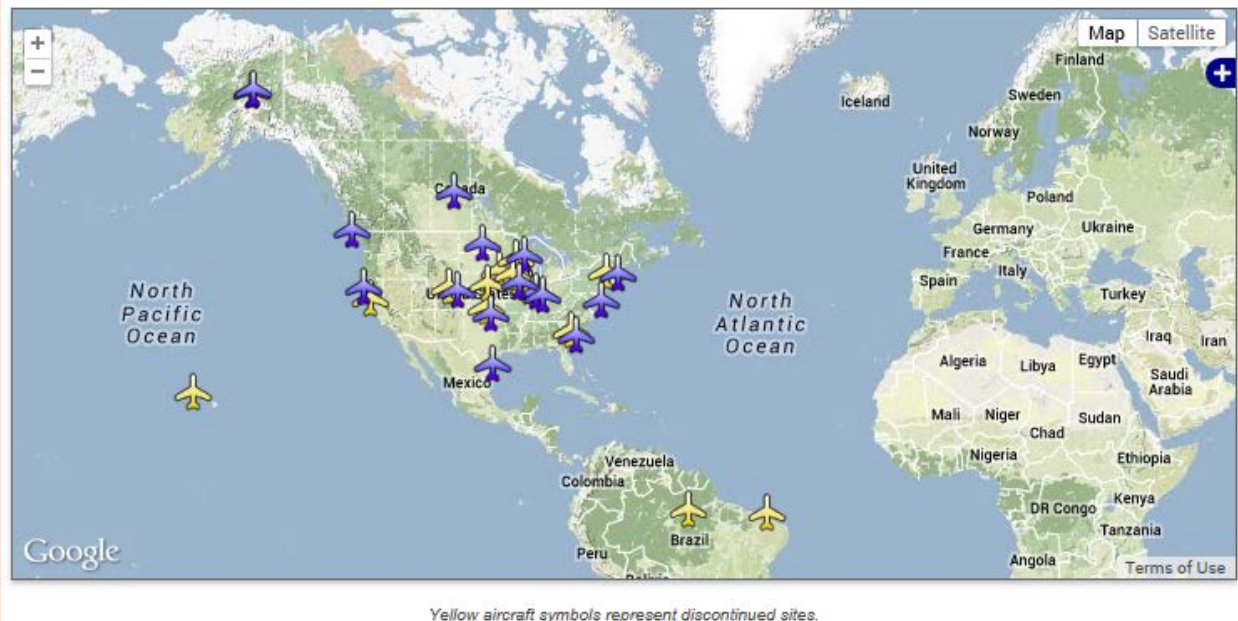 +
−
Map Satellite
+
Finland
Iceland
Sweden
Norway
United
Kingdom
Canada
Poland
Germany
Ukraine
France
Spain
Italy
Turkey
North
Pacific
Ocean
North
Atlantic
Ocean
Iraq
Iran
Algeria
Libya
Egypt
Saudi
Arabia
Mexico
Mali
Niger
Sudan
Chad
Nigeria
Ethiopia
Venezuela
Colombia
Kenya
DR Congo
Tanzania
Brazil
Peru
Angola
Bolivia
Google
Terms of Use
Yellow aircraft symbols represent discontinued sites.